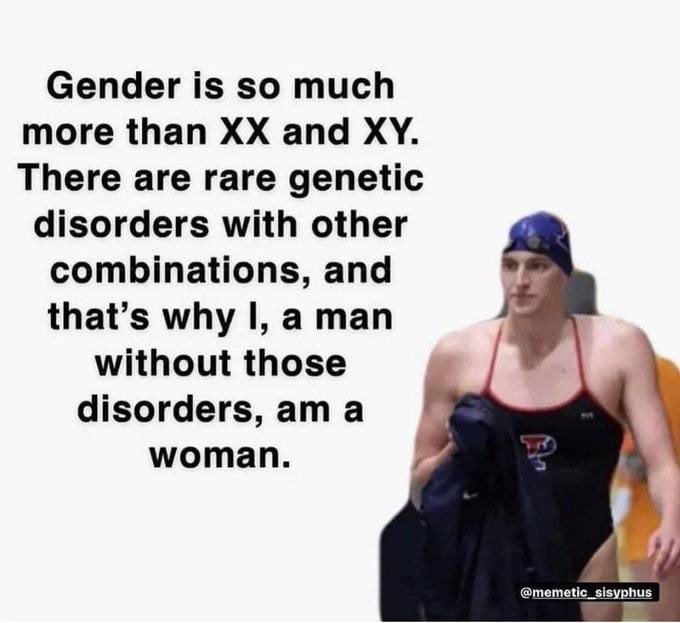 Gender is so much
more than XX and XY.
There are rare genetic
disorders with other
combinations, and
that's why I, a man
without those
disorders, am a
woman.
@memetic_sisyphus